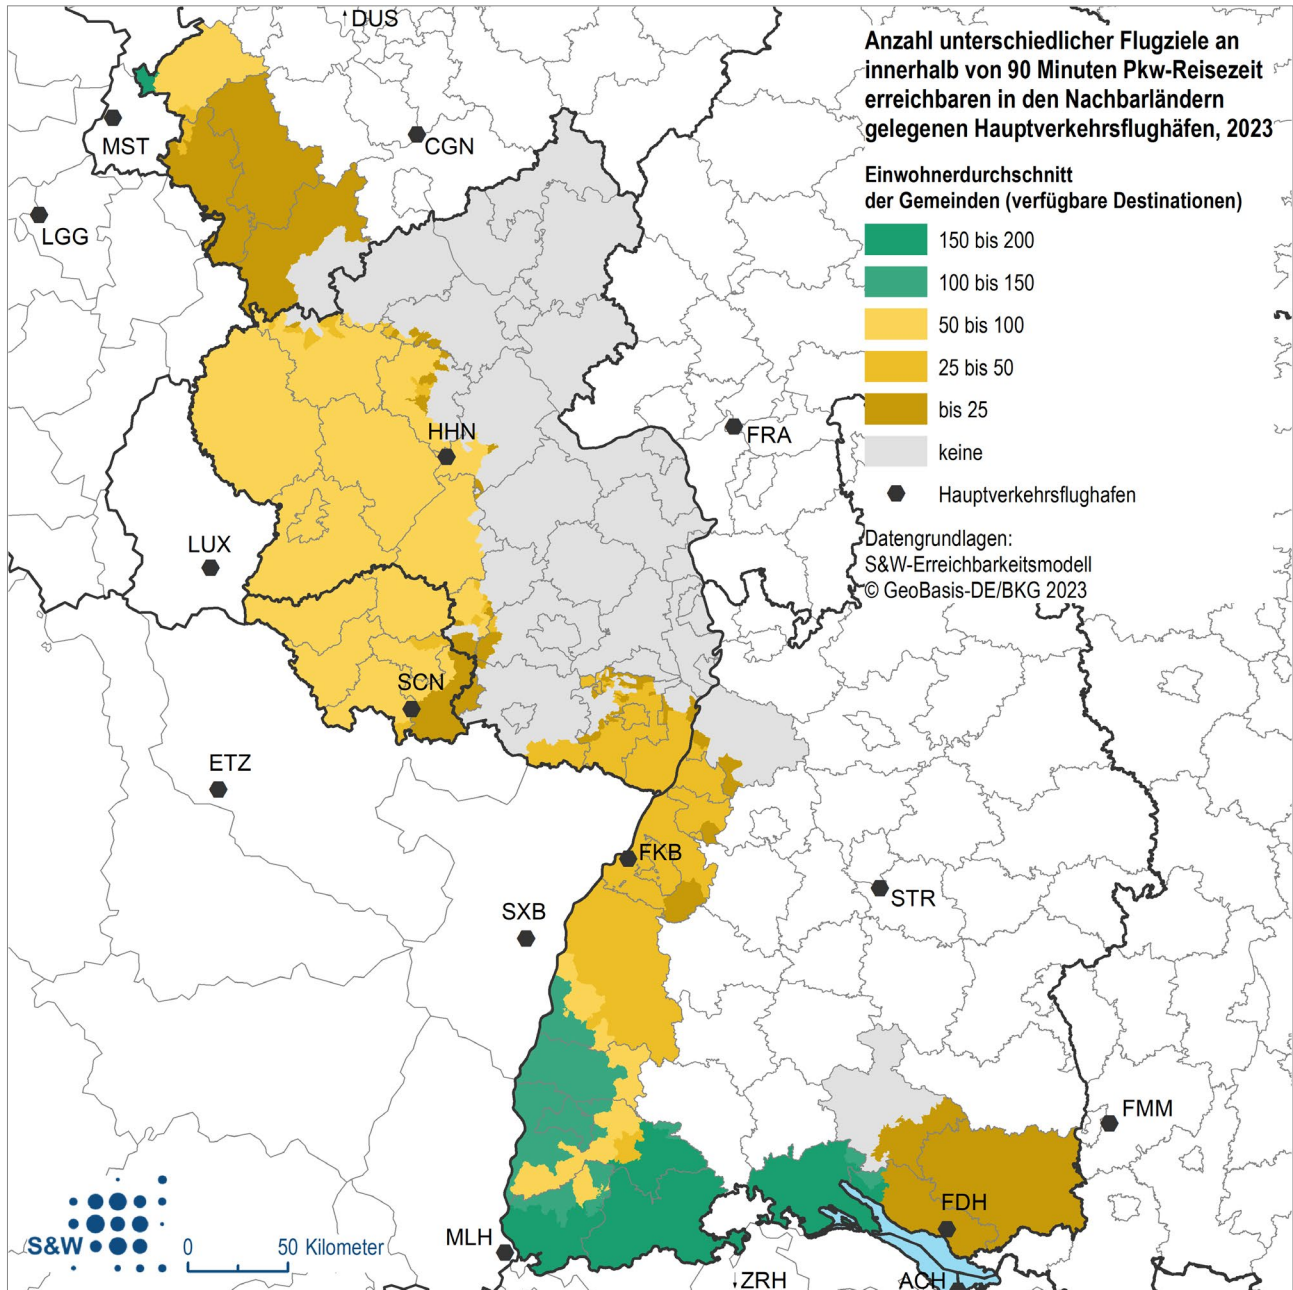 Anzahl unterschiedlicher Flugziele an
innerhalb von 90 Minuten Pkw-Reisezeit
erreichbaren in den Nachbarländern
gelegenen Hauptverkehrsflughäfen, 2023
Einwohnerdurchschnitt
der Gemeinden (verfügbare Destinationen)
150 bis 200
100 bis 150
50 bis 100
25 bis 50
bis 25
keine
Hauptverkehrsflughafen
Datengrundlagen:
S&W-Erreichbarkeitsmodell
© GeoBasis-DE/BKG 2023
DUS
MST
CGN
LGG
HHN
FRA
LUX
SCN
ETZ
FKB
STR
SXB
FMM
FDH
MLH
ZRH
ACH
S&W
0 50 Kilometer